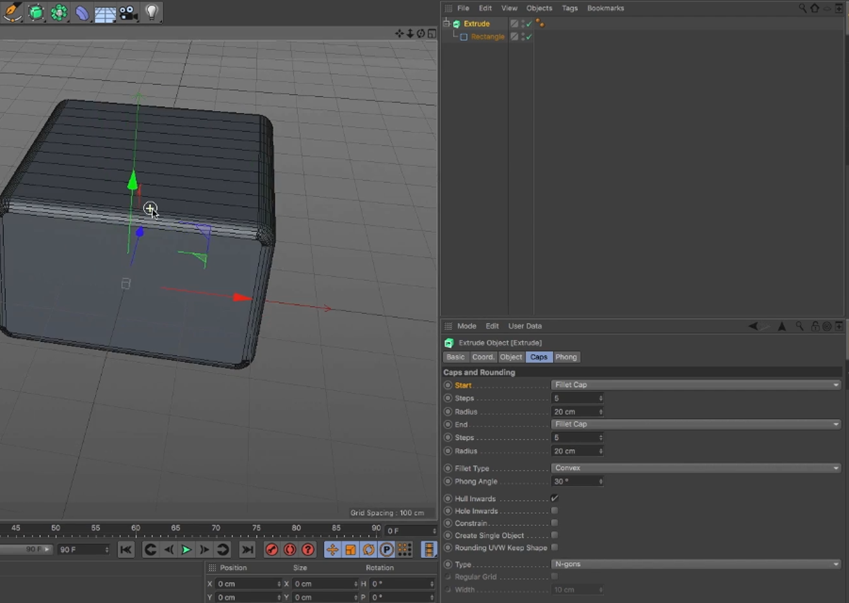 File Edit View Objects Tags Bookmarks
Extrude
Rectangle
Grid Spacing : 100 cm
45 50 55 60 65 70 75 80 85 90 0 F
90 F 90 F
P
Position Size Rotation
X 0 cm X 0 cm H 0 °
Y 0 cm Y 0 cm P 0 °
Mode Edit User Data
Extrude Object [Extrude]
Basic Coord. Object Caps Phong
Caps and Rounding
Start Fillet Cap
Steps 5
Radius 20 cm
End Fillet Cap
Steps 5
Radius 20 cm
Fillet Type Convex
Phong Angle 30 °
Hull Inwards
Hole Inwards
Constrain
Create Single Object
Rounding UVW Keep Shape
Type N-gons
Regular Grid
Width 10 cm